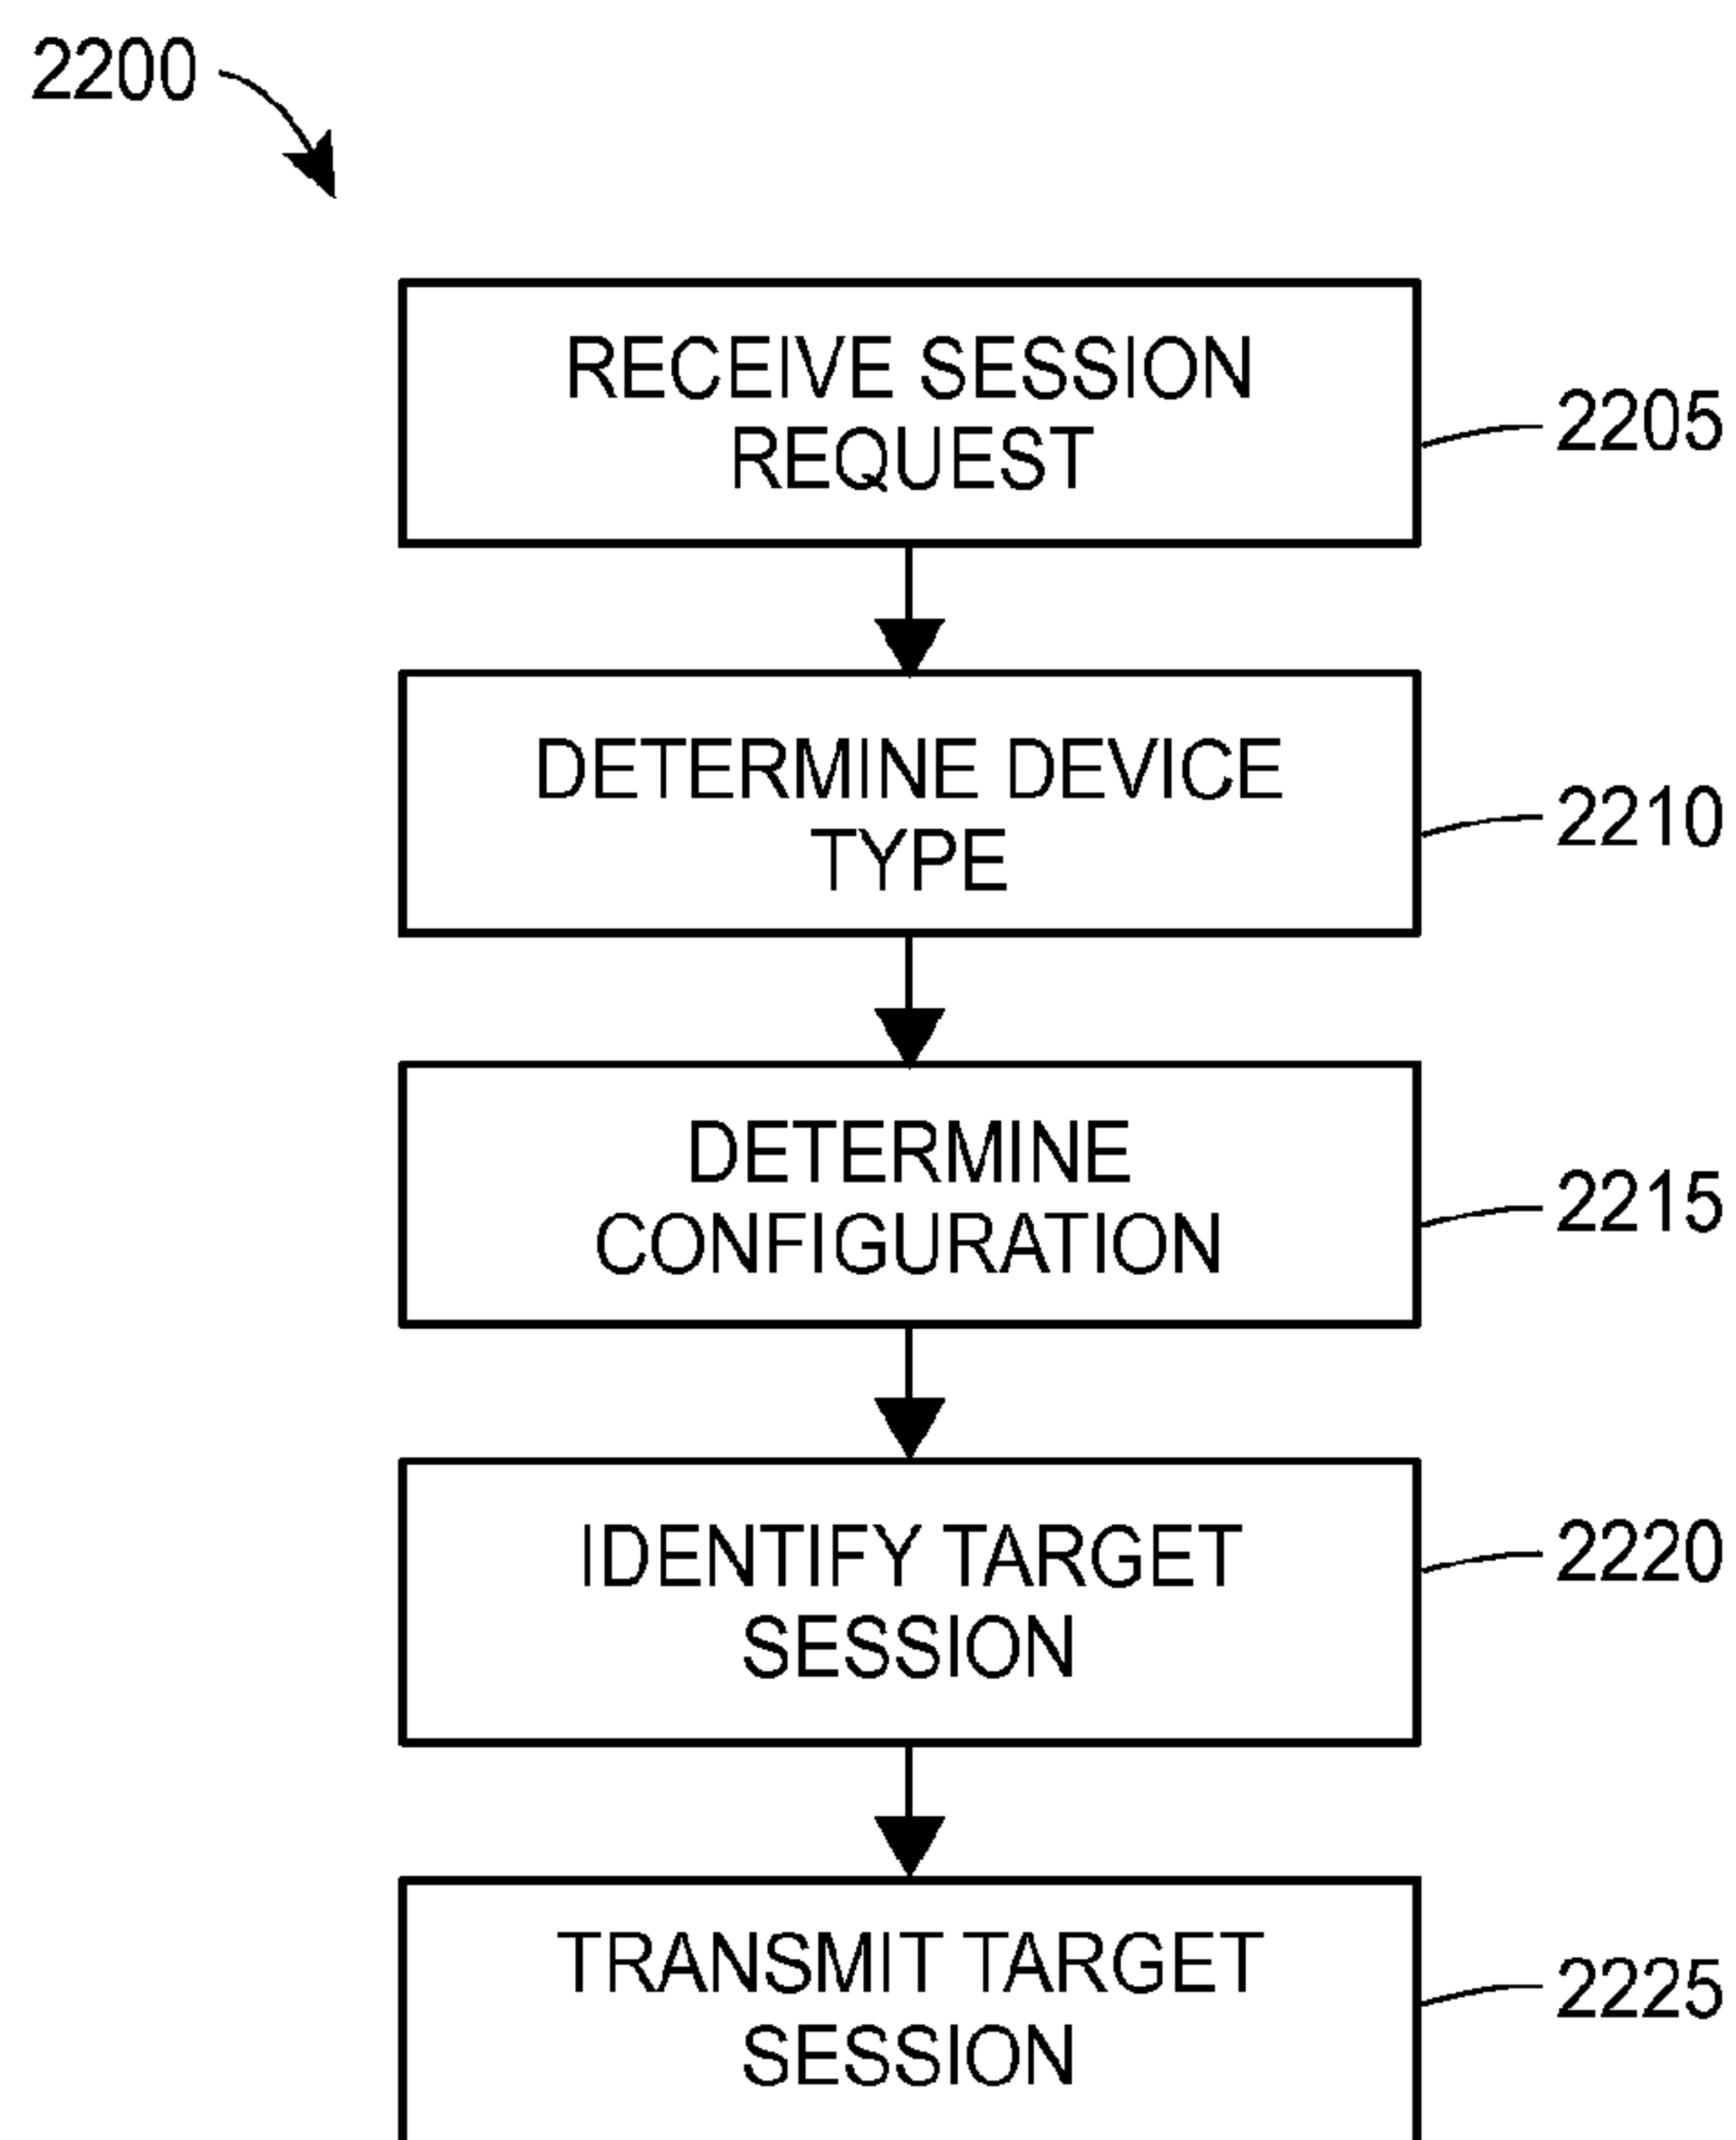 2200
RECEIVE SESSION
REQUEST
2205
DETERMINE DEVICE
TYPE
2210
DETERMINE
CONFIGURATION
2215
IDENTIFY TARGET
SESSION
2220
TRANSMIT TARGET
SESSION
2225